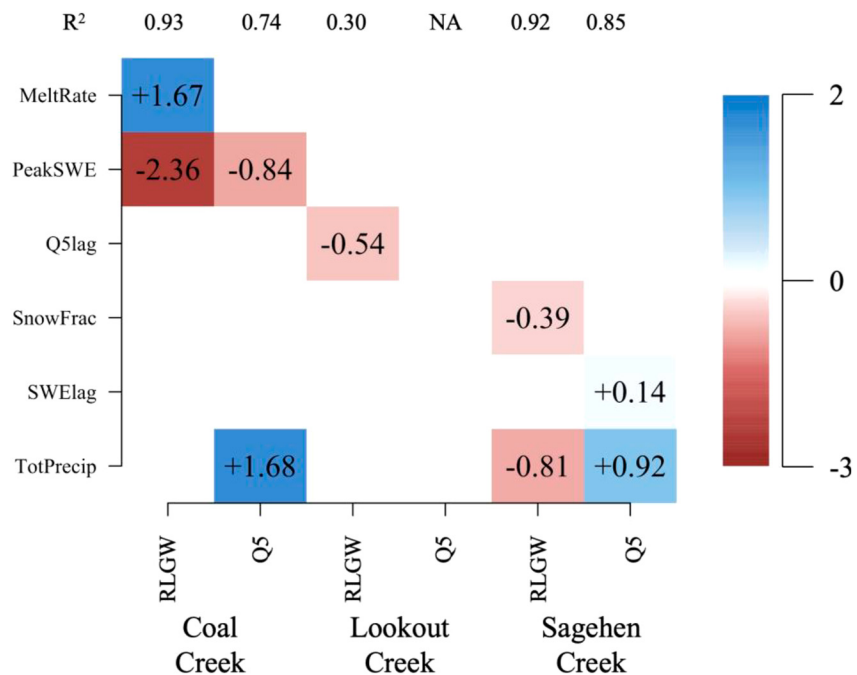 R² 0.93 0.74 0.30 NA 0.92 0.85
MeltRate +1.67 2
PeakSWE -2.36 -0.84
Q5lag -0.54
0
SnowFrac -0.39
SWElag +0.14
TotPrecip +1.68 -0.81 +0.92 -3
RLGW Q5 RLGW Q5 RLGW Q5
Coal Lookout Sagehen
Creek Creek Creek